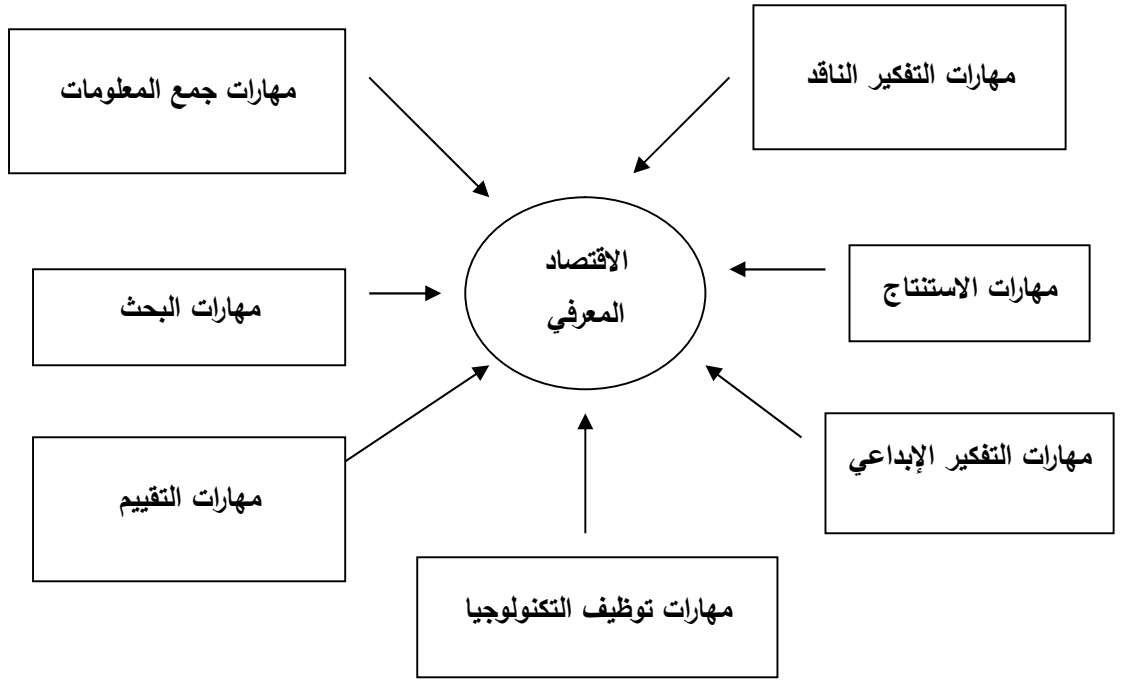 مهارات التفكير الناقد
مهارات جمع المعلومات
الاقتصاد
المعرفي
مهارات الاستنتاج
مهارات البحث
مهارات التفكير الإبداعي
مهارات التقييم
مهارات توظيف التكنولوجيا